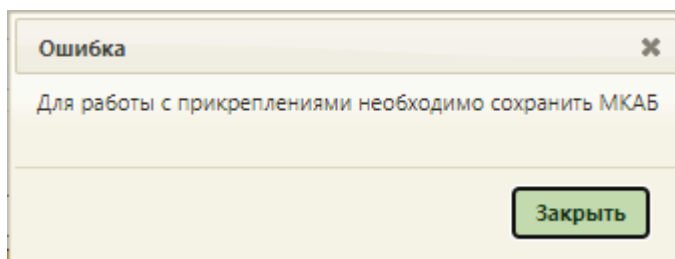 Ошибка
Для работы с прикреплениями необходимо сохранить МКАБ
Закрыть